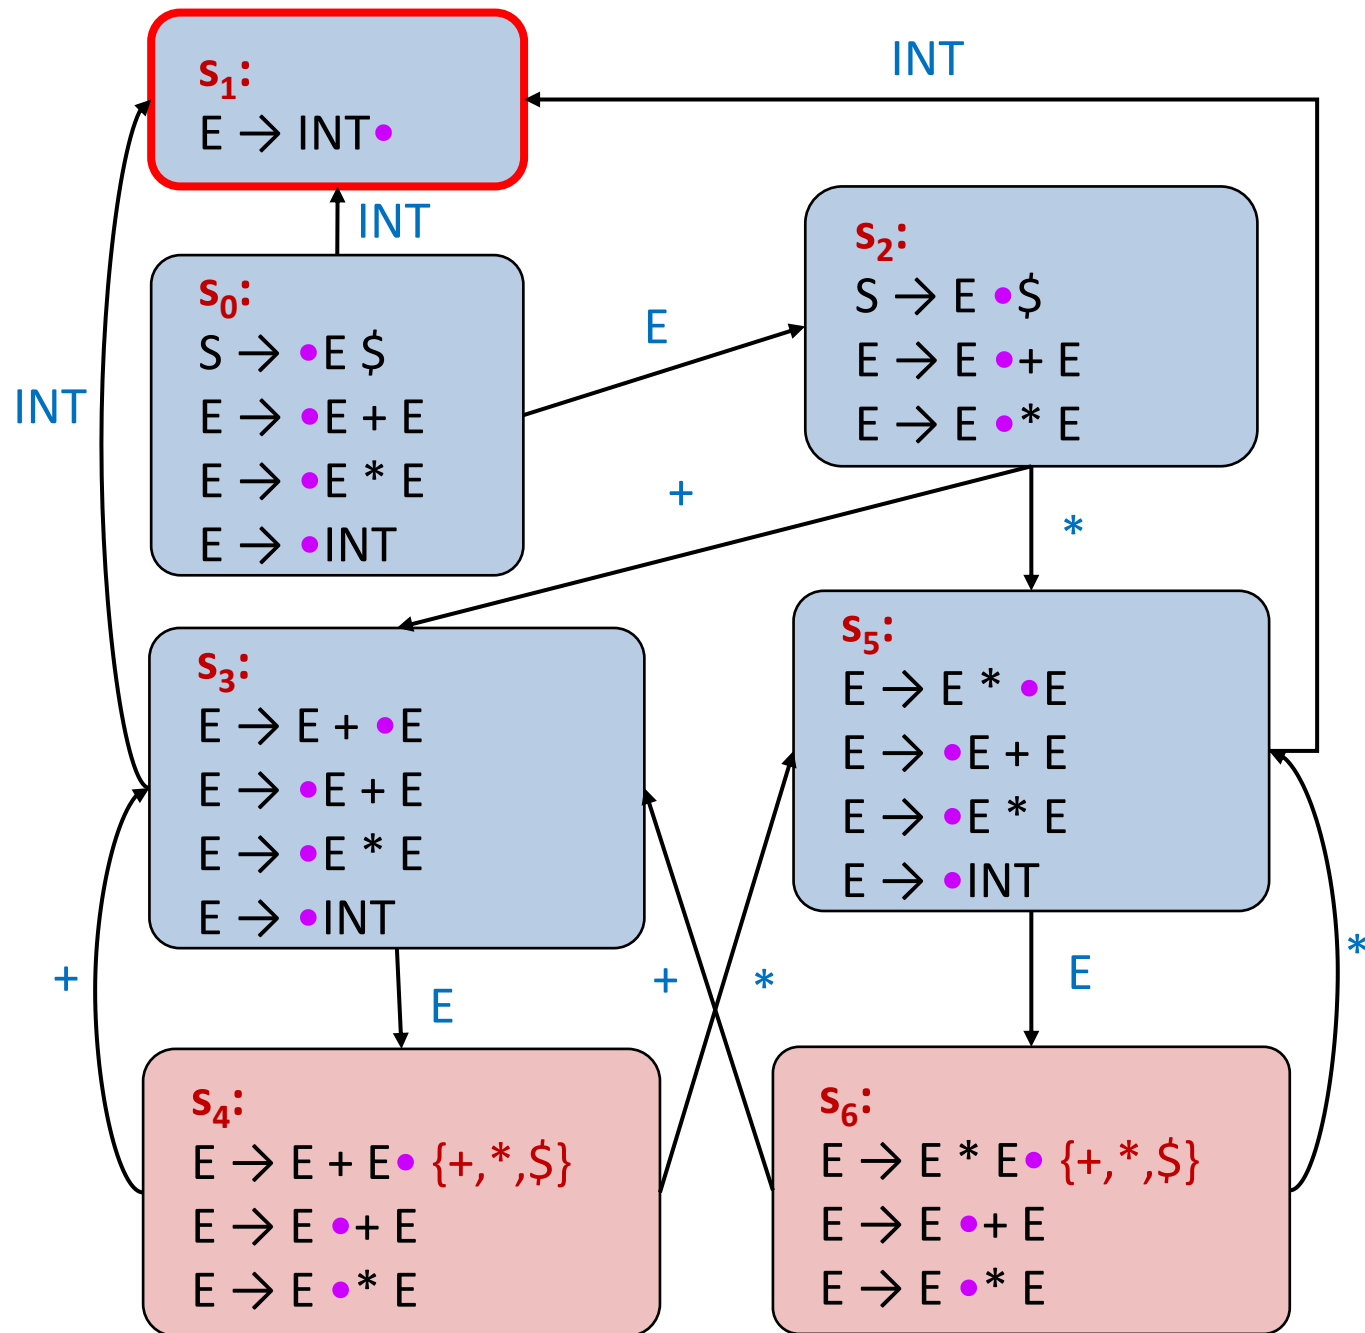 s₁:
E → INT•
INT
INT
s₀:
S → •E $
E → •E + E
E → •E * E
E → •INT
E
s₂:
S → E •$
E → E •+ E
E → E •* E
INT
+
*
s₃:
E → E + •E
E → •E + E
E → •E * E
E → •INT
s₅:
E → E * •E
E → •E + E
E → •E * E
E → •INT
+
E
+
*
E
*
s₄:
E → E + E• {+,*,$}
E → E •+ E
E → E •* E
s₆:
E → E * E• {+,*,$}
E → E •+ E
E → E •* E